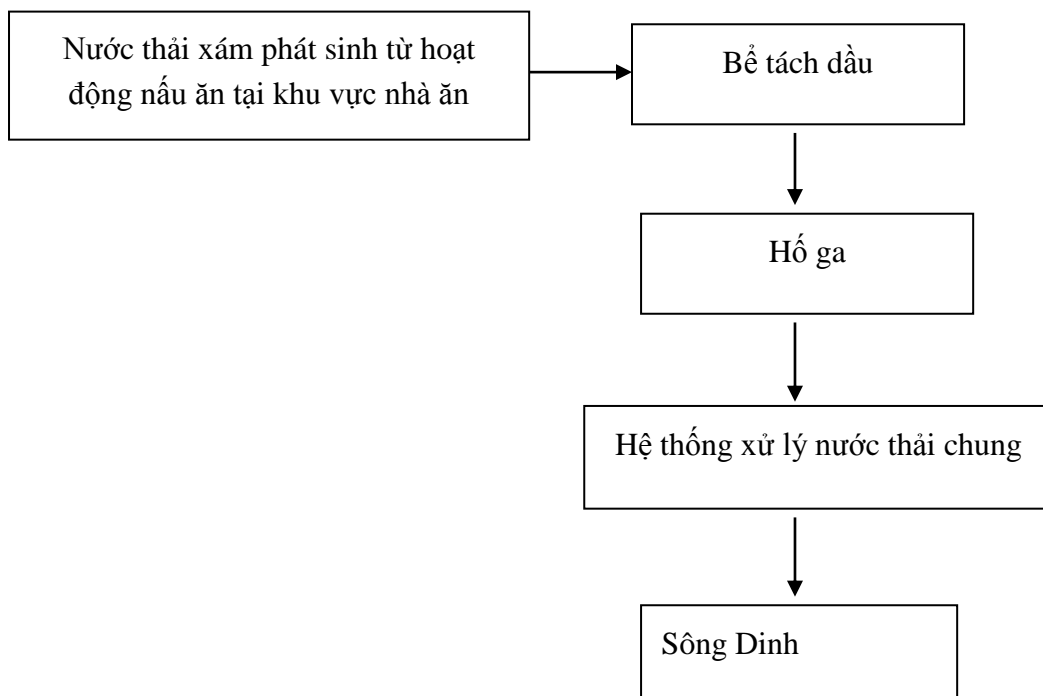 Nước thải xám phát sinh từ hoạt
động nấu ăn tại khu vực nhà ăn
Bể tách dầu
Hố ga
Hệ thống xử lý nước thải chung
Sông Dinh